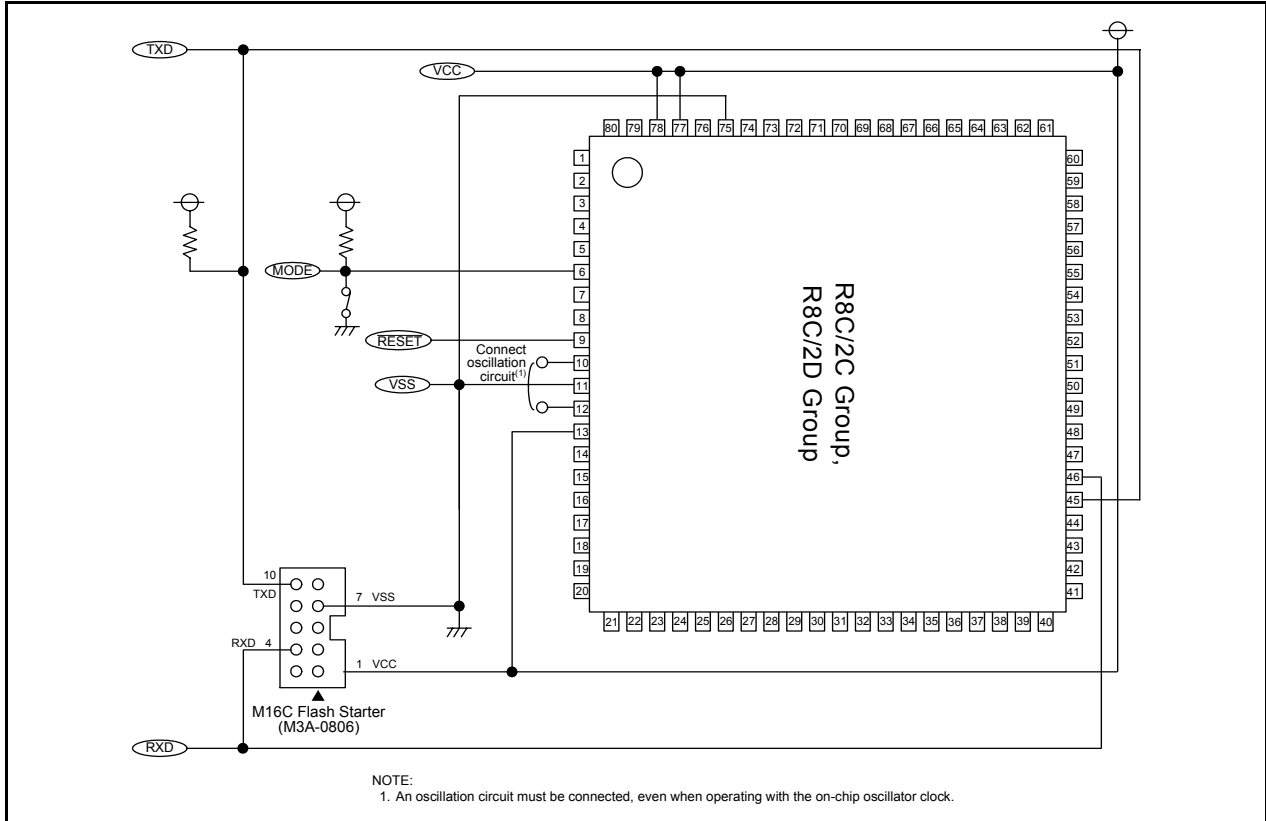 TXD
VCC
80 79 78 77 76 75 74 73 72 71 70 69 68 67 66 65 64 63 62 61
1
2
3
4
5
6
7
8
9
10
11
12
13
14
15
16
17
18
19
20
60
59
58
57
56
55
54
53
52
51
50
49
48
47
46
45
44
43
42
41
21 22 23 24 25 26 27 28 29 30 31 32 33 34 35 36 37 38 39 40
R8C/2C Group,
R8C/2D Group
MODE
RESET
Connect
oscillation
circuit(1)
VSS
10
TXD
7 VSS
RXD 4
1 VCC
M16C Flash Starter
(M3A-0806)
RXD
NOTE:
1. An oscillation circuit must be connected, even when operating with the on-chip oscillator clock.